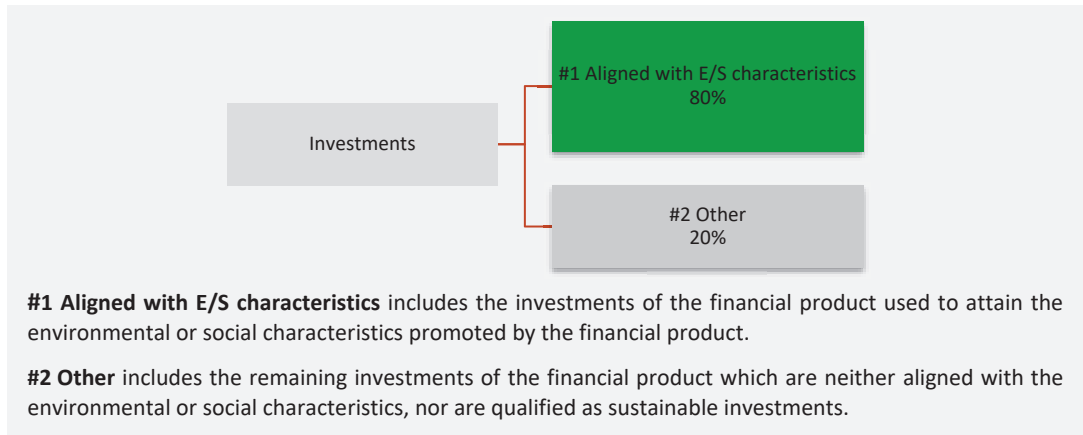 #1 Aligned with E/S characteristics
80%
Investments
#2 Other
20%
#1 Aligned with E/S characteristics includes the investments of the financial product used to attain the
environmental or social characteristics promoted by the financial product.
#2 Other includes the remaining investments of the financial product which are neither aligned with the
environmental or social characteristics, nor are qualified as sustainable investments.